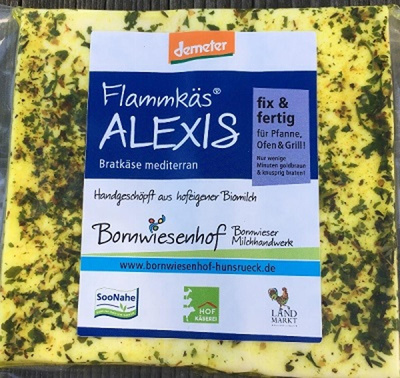 demeter
Flammkäs®
ALEXIS
Bratkäse mediterran
fix &
fertig
für Pfanne,
Ofen & Grill!
Nur wenige
Minuten goldbraun
& knusprig braten!
Handgeschöpft aus hofeigener Biomilch
Bornwiesenhof
Bornwieser
Milchhandwerk
www.bornwiesenhof-hunsrueck.de
SooNahe
HOF
KÄSEREI
LAND
MARKT